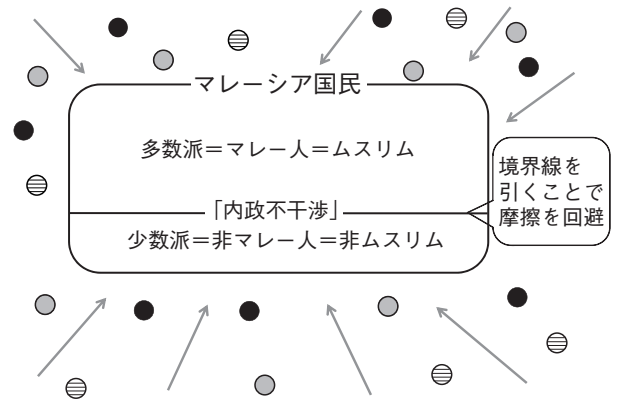 マレーシア国民
多数派＝マレー人＝ムスリム
境界線を
引くことで
摩擦を回避
「内政不干渉」
少数派＝非マレー人＝非ムスリム